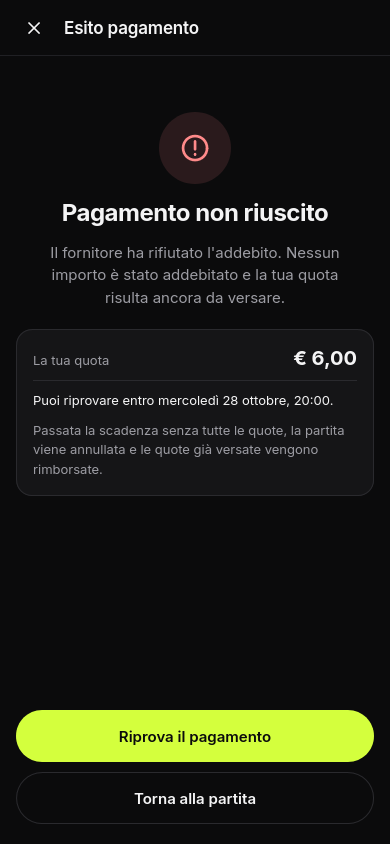 Esito pagamento
Pagamento non riuscito
Il fornitore ha rifiutato l'addebito. Nessun
importo è stato addebitato e la tua quota
risulta ancora da versare.
La tua quota
€ 6,00
Puoi riprovare entro mercoledì 28 ottobre, 20:00.
Passata la scadenza senza tutte le quote, la partita
viene annullata e le quote già versate vengono
rimborsate.
Riprova il pagamento
Torna alla partita